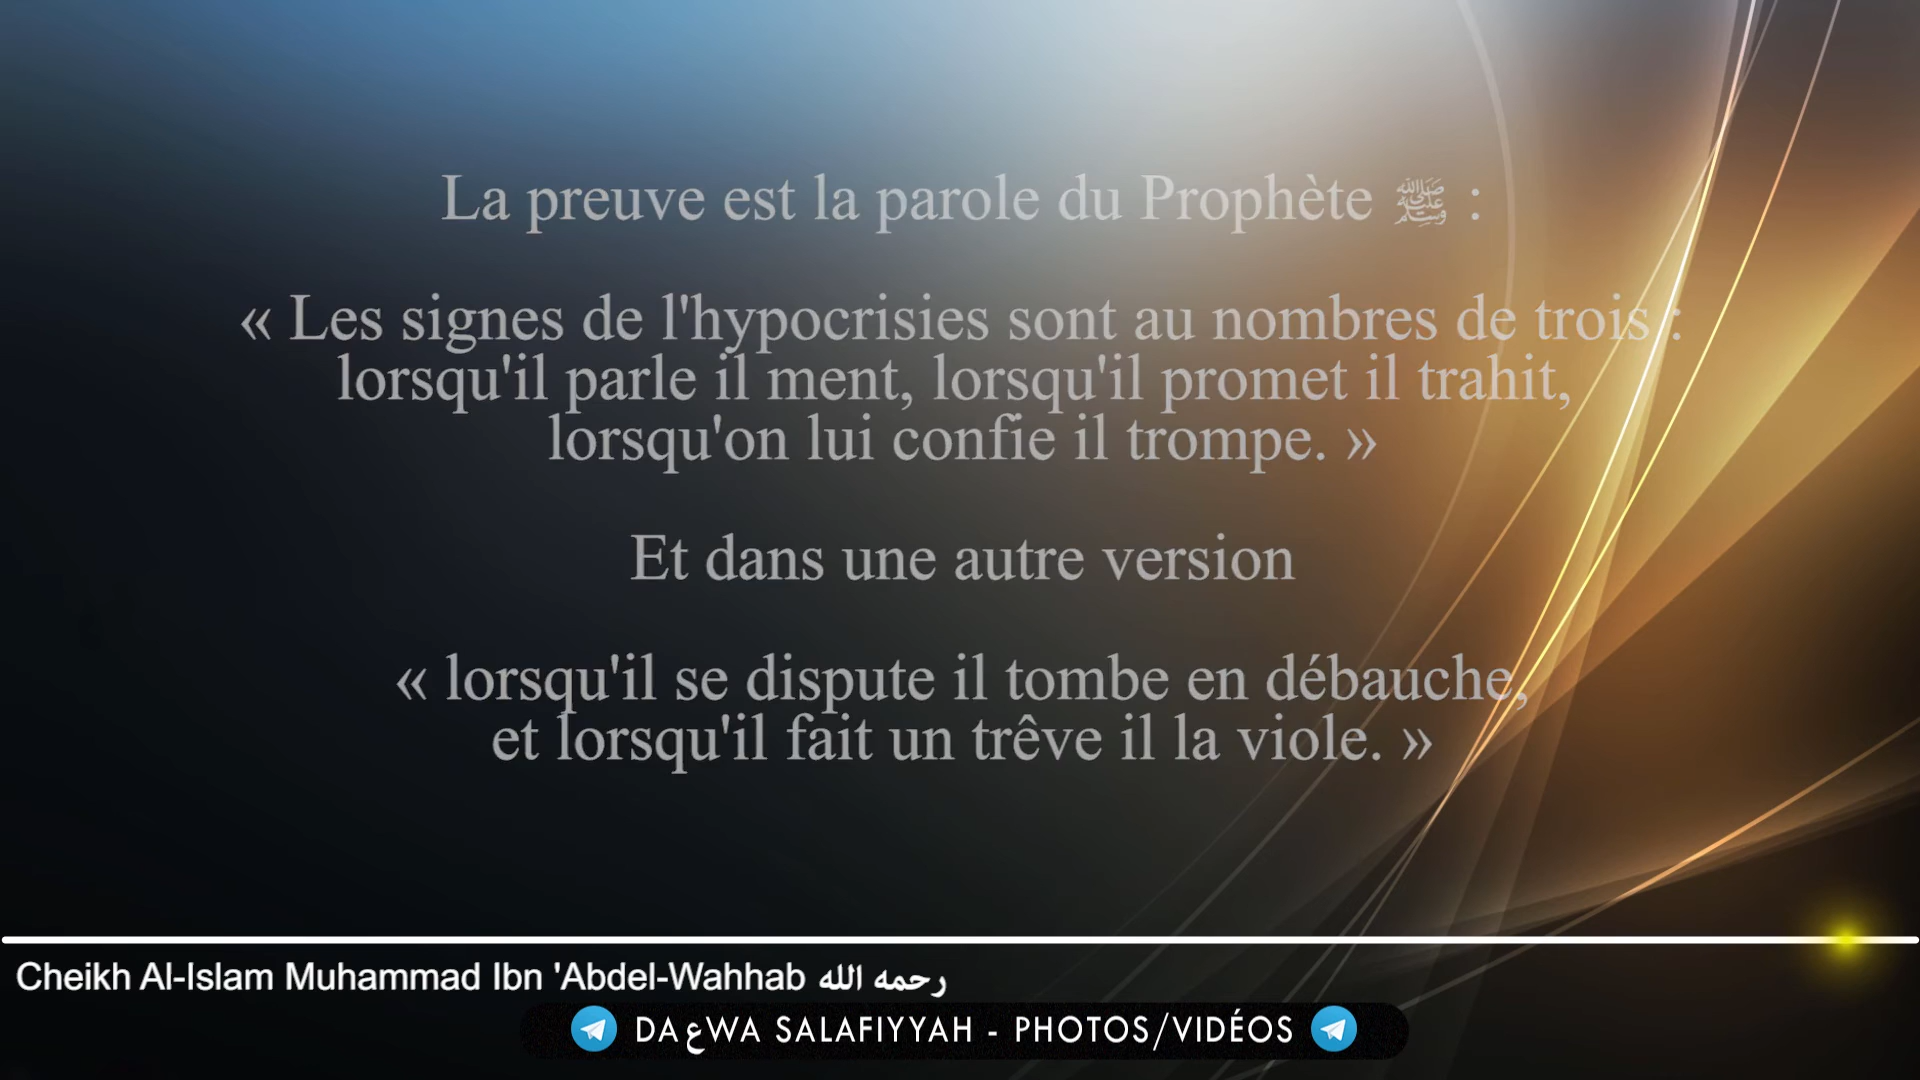 La preuve est la parole du Prophète ﷺ :
« Les signes de l'hypocrisies sont au nombres de trois :
lorsqu'il parle il ment, lorsqu'il promet il trahit,
lorsqu'on lui confie il trompe. »
Et dans une autre version
« lorsqu'il se dispute il tombe en débauche,
et lorsqu'il fait un trêve il la viole. »
Cheikh Al-Islam Muhammad Ibn 'Abdel-Wahhab رحمه الله
DAعWA SALAFIYYAH - PHOTOS/VIDÉOS